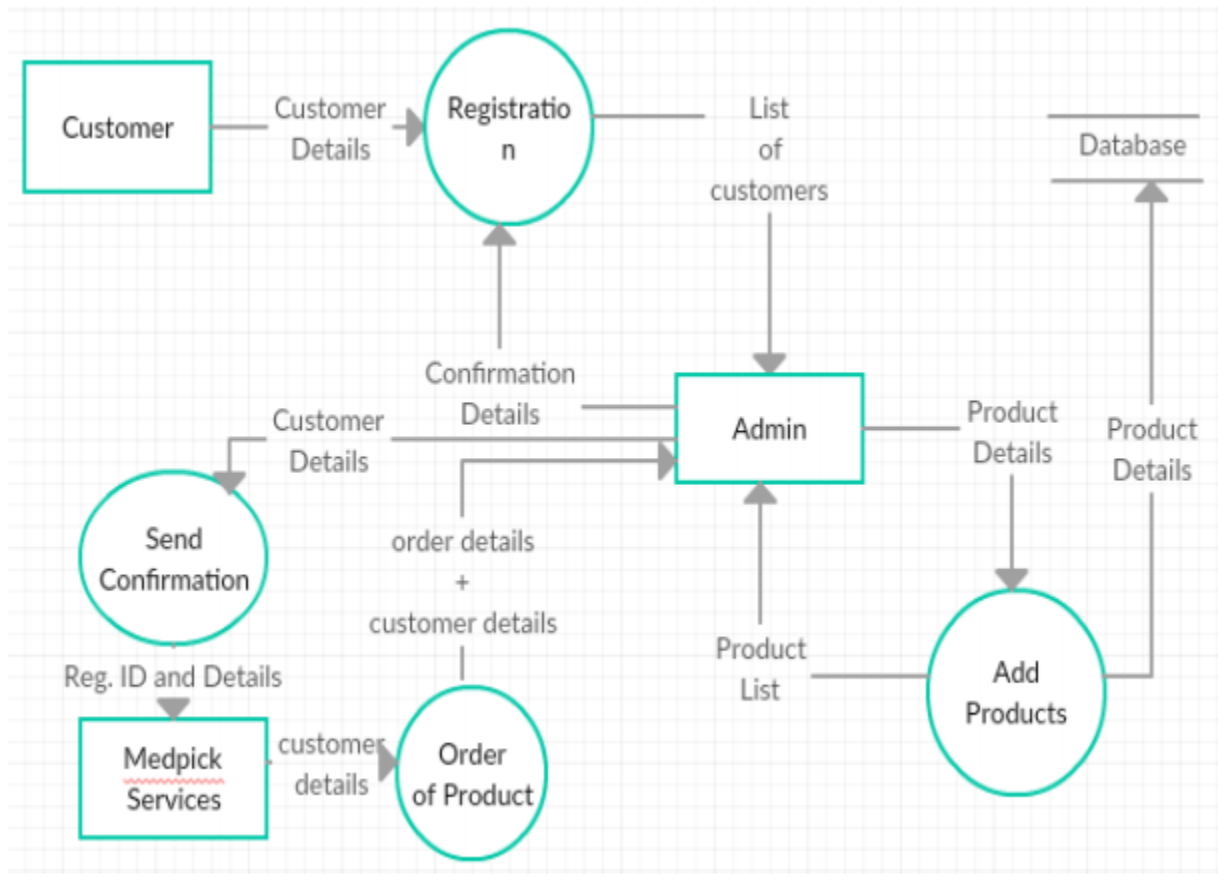 Customer
Customer
Details
Registratio
n
List
of
customers
Database
Confirmation
Details
Admin
Product
Details
Product
Details
Customer
Details
Send
Confirmation
order details
+
customer details
Product
List
Add
Products
Reg. ID and Details
Medpick
Services
customer
details
Order
of Product